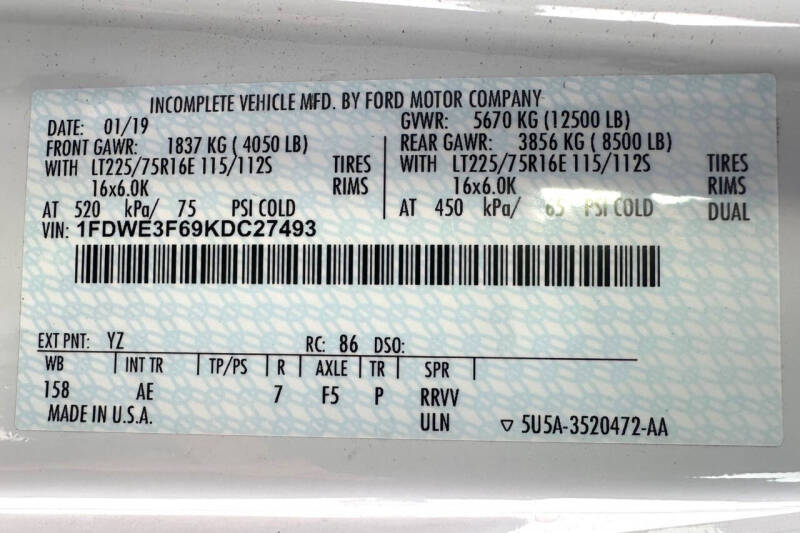 INCOMPLETE VEHICLE MFD. BY FORD MOTOR COMPANY
DATE: 01/19 GVWR: 5670 KG (12500 LB)
FRONT GAWR: 1837 KG ( 4050 LB) REAR GAWR: 3856 KG ( 8500 LB)
WITH LT225/75R16E 115/112S TIRES WITH LT225/75R16E 115/112S TIRES
16x6.0K RIMS 16x6.0K RIMS
AT 520 kPa/ 75 PSI COLD AT 450 kPa/ 65 PSI COLD DUAL
VIN: 1FDWE3F69KDC27493
EXT PNT: YZ RC: 86 DSO:
WB INT TR TP/PS R AXLE TR SPR
158 AE 7 F5 P RRVV
MADE IN U.S.A. ULN ▽ 5U5A-3520472-AA